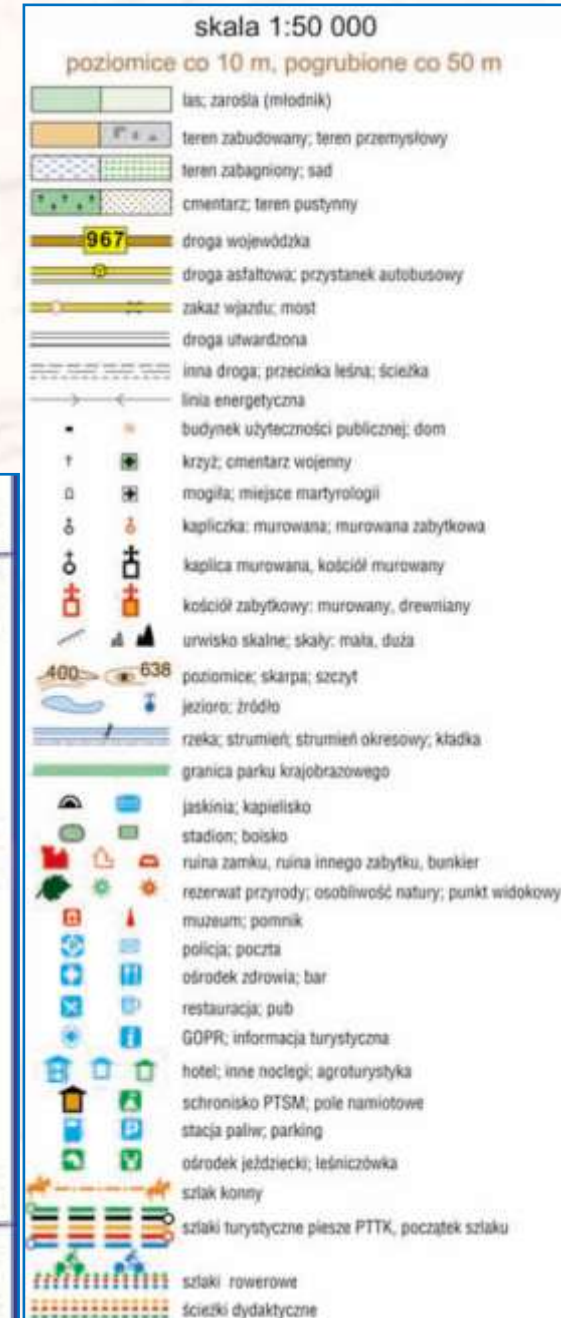 skala 1:50 000
poziomice co 10 m, pogrubione co 50 m
las; zarośla (młodnik)
teren zabudowany; teren przemysłowy
teren zabagniony; sad
cmentarz; teren pustynny
967 droga wojewódzka
droga asfaltowa; przystanek autobusowy
zakaz wjazdu; most
droga utwardzona
inna droga; przecinka leśna; ścieżka
linia energetyczna
budynek użyteczności publicznej; dom
krzyż; cmentarz wojenny
mogiła; miejsce martyrologii
kapliczka: murowana; murowana zabytkowa
kaplica murowana, kościół murowany
kościół zabytkowy: murowany, drewniany
urwisko skalne; skały: mała, duża
400 638 poziomice; skarpa; szczyt
jezioro; źródło
rzeka; strumień; strumień okresowy; kładka
granica parku krajobrazowego
jaskinia; kąpielisko
stadion; boisko
ruina zamku, ruina innego zabytku, bunkier
rezerwat przyrody; osobliwość natury; punkt widokowy
muzeum; pomnik
policja; poczta
ośrodek zdrowia; bar
restauracja; pub
GOPR; informacja turystyczna
hotel; inne noclegi; agroturystyka
schronisko PTSM; pole namiotowe
P stacja paliw; parking
ośrodek jeździecki; leśniczówka
szlak konny
szlaki turystyczne piesze PTTK, początek szlaku
szlaki rowerowe
ścieżki dydaktyczne